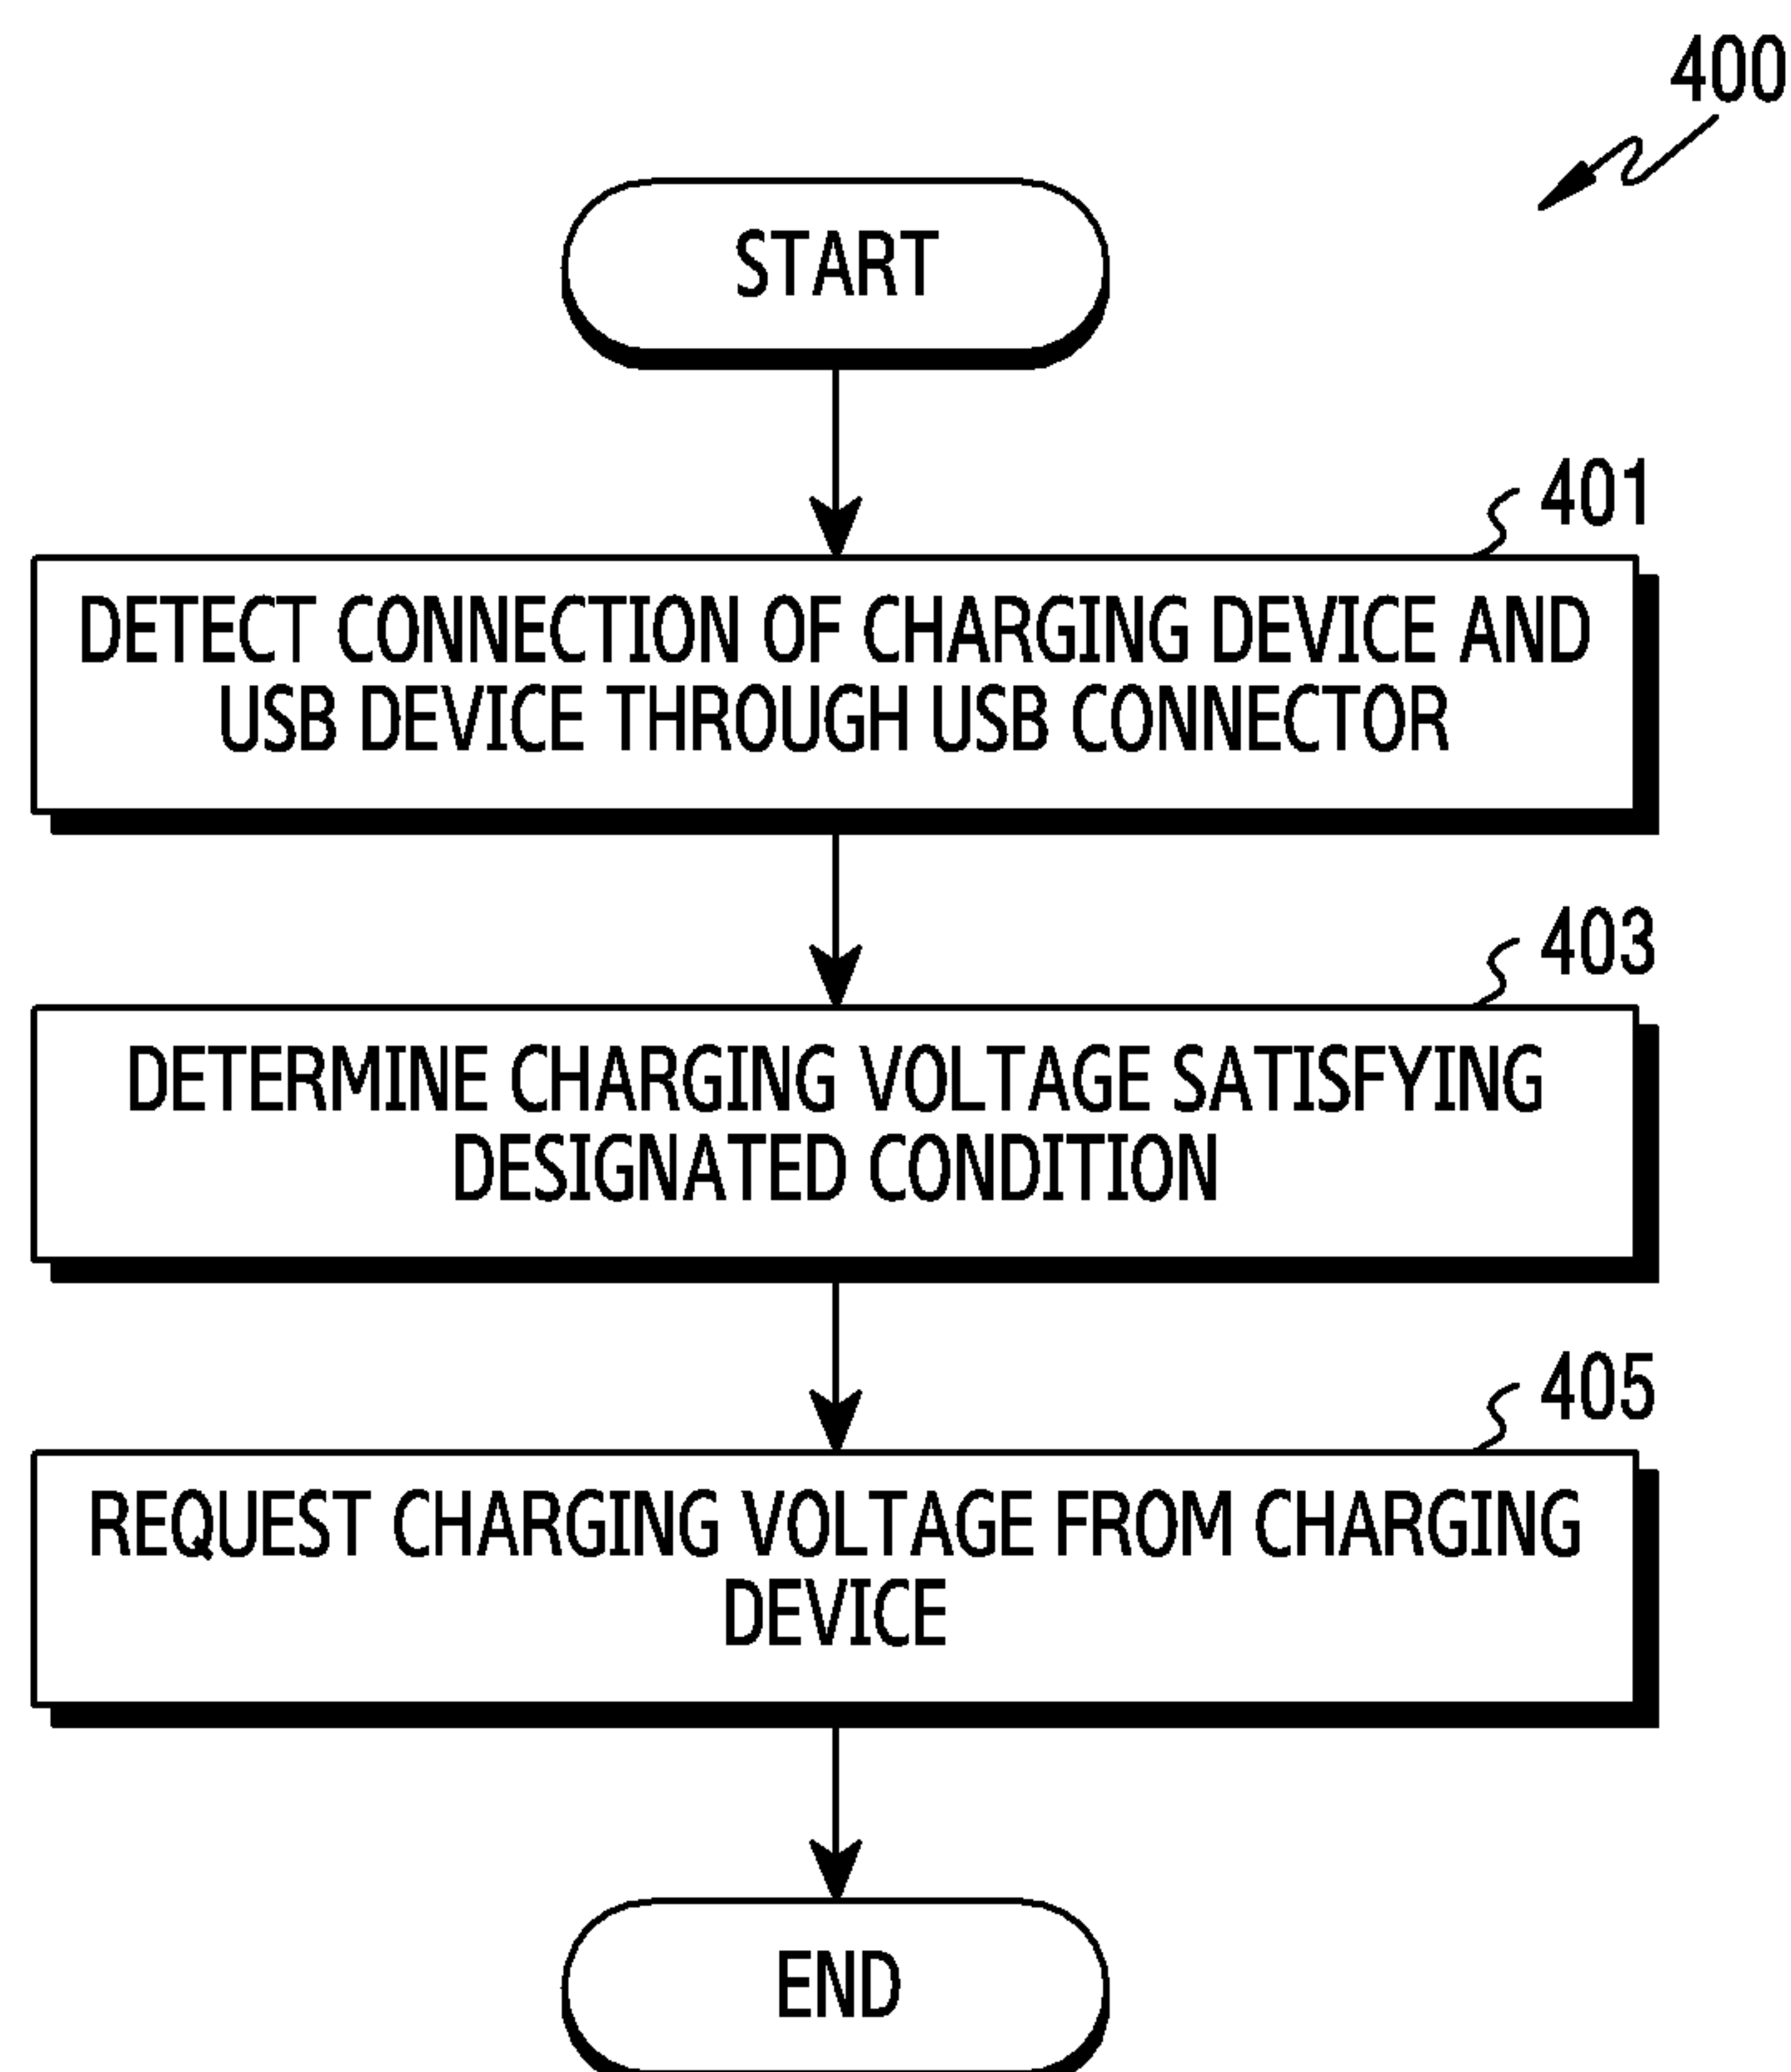 400
START
401
DETECT CONNECTION OF CHARGING DEVICE AND
USB DEVICE THROUGH USB CONNECTOR
403
DETERMINE CHARGING VOLTAGE SATISFYING
DESIGNATED CONDITION
405
REQUEST CHARGING VOLTAGE FROM CHARGING
DEVICE
END